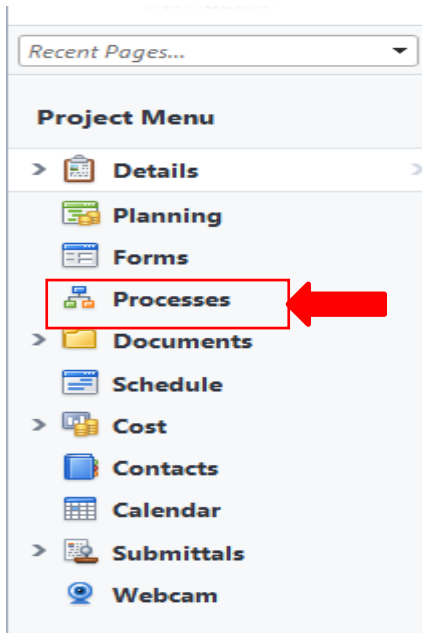 Recent Pages...
Project Menu
Details
Planning
Forms
Processes
Documents
Schedule
Cost
Contacts
Calendar
Submittals
Webcam